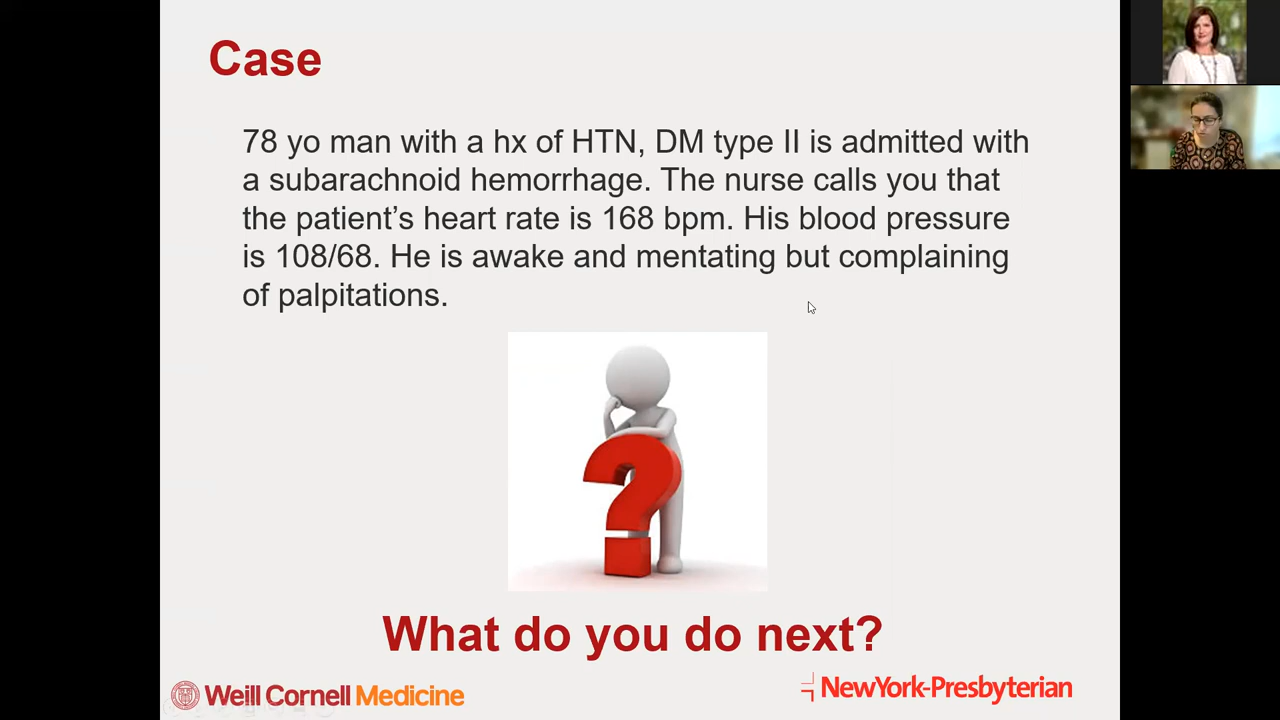 Case
78 yo man with a hx of HTN, DM type II is admitted with
a subarachnoid hemorrhage. The nurse calls you that
the patient’s heart rate is 168 bpm. His blood pressure
is 108/68. He is awake and mentating but complaining
of palpitations.
What do you do next?
Weill Cornell Medicine
NewYork-Presbyterian